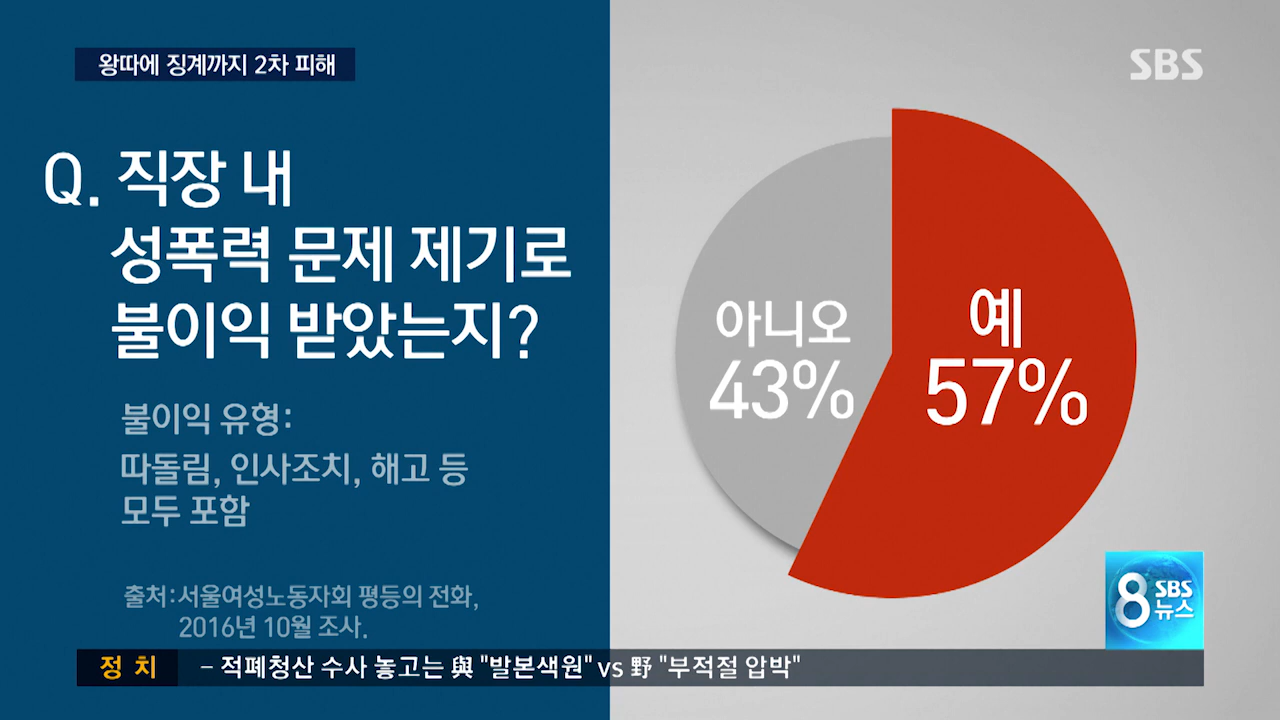 왕따에 징계까지 2차 피해
SBS
Q. 직장 내
성폭력 문제 제기로
불이익 받았는지?
불이익 유형:
따돌림, 인사조치, 해고 등
모두 포함
출처:서울여성노동자회 평등의 전화,
2016년 10월 조사.
아니오
43%
예
57%
8 SBS
뉴스
정 치 - 적폐청산 수사 놓고는 與 "발본색원" vs 野 "부적절 압박"